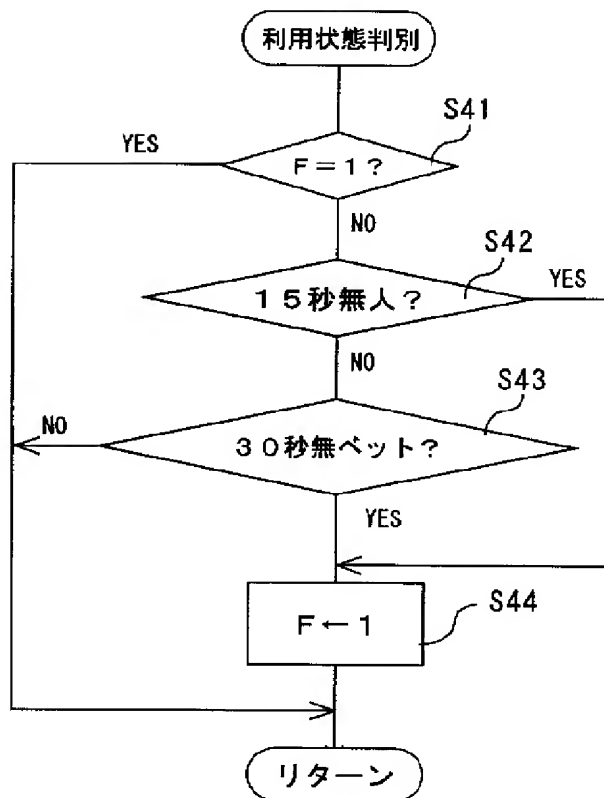 利用状態判別
S41
YES
F=1?
NO
S42
YES
15秒無人?
NO
S43
NO
30秒無ベット?
YES
S44
F←1
リターン